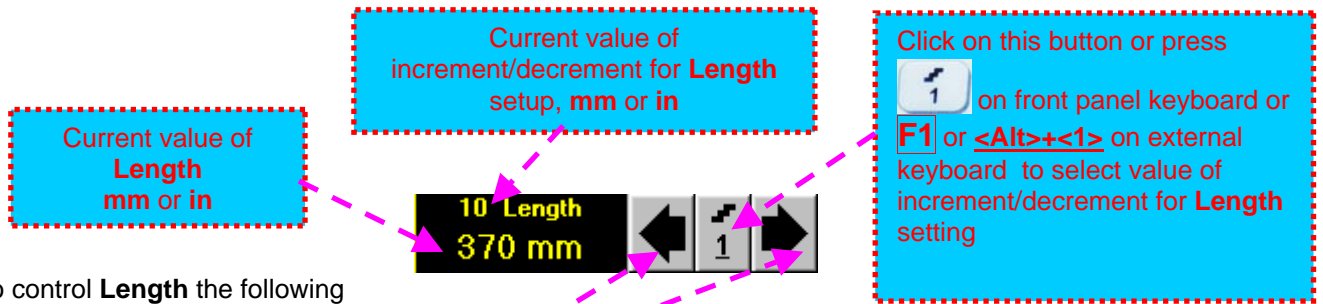 Current value of
increment/decrement for Length
setup, mm or in
Click on this button or press
1 on front panel keyboard or
F1 or <Alt>+<1> on external
keyboard to select value of
increment/decrement for Length
setting
Current value of
Length
mm or in
10 Length
370 mm
1
o control Length the following